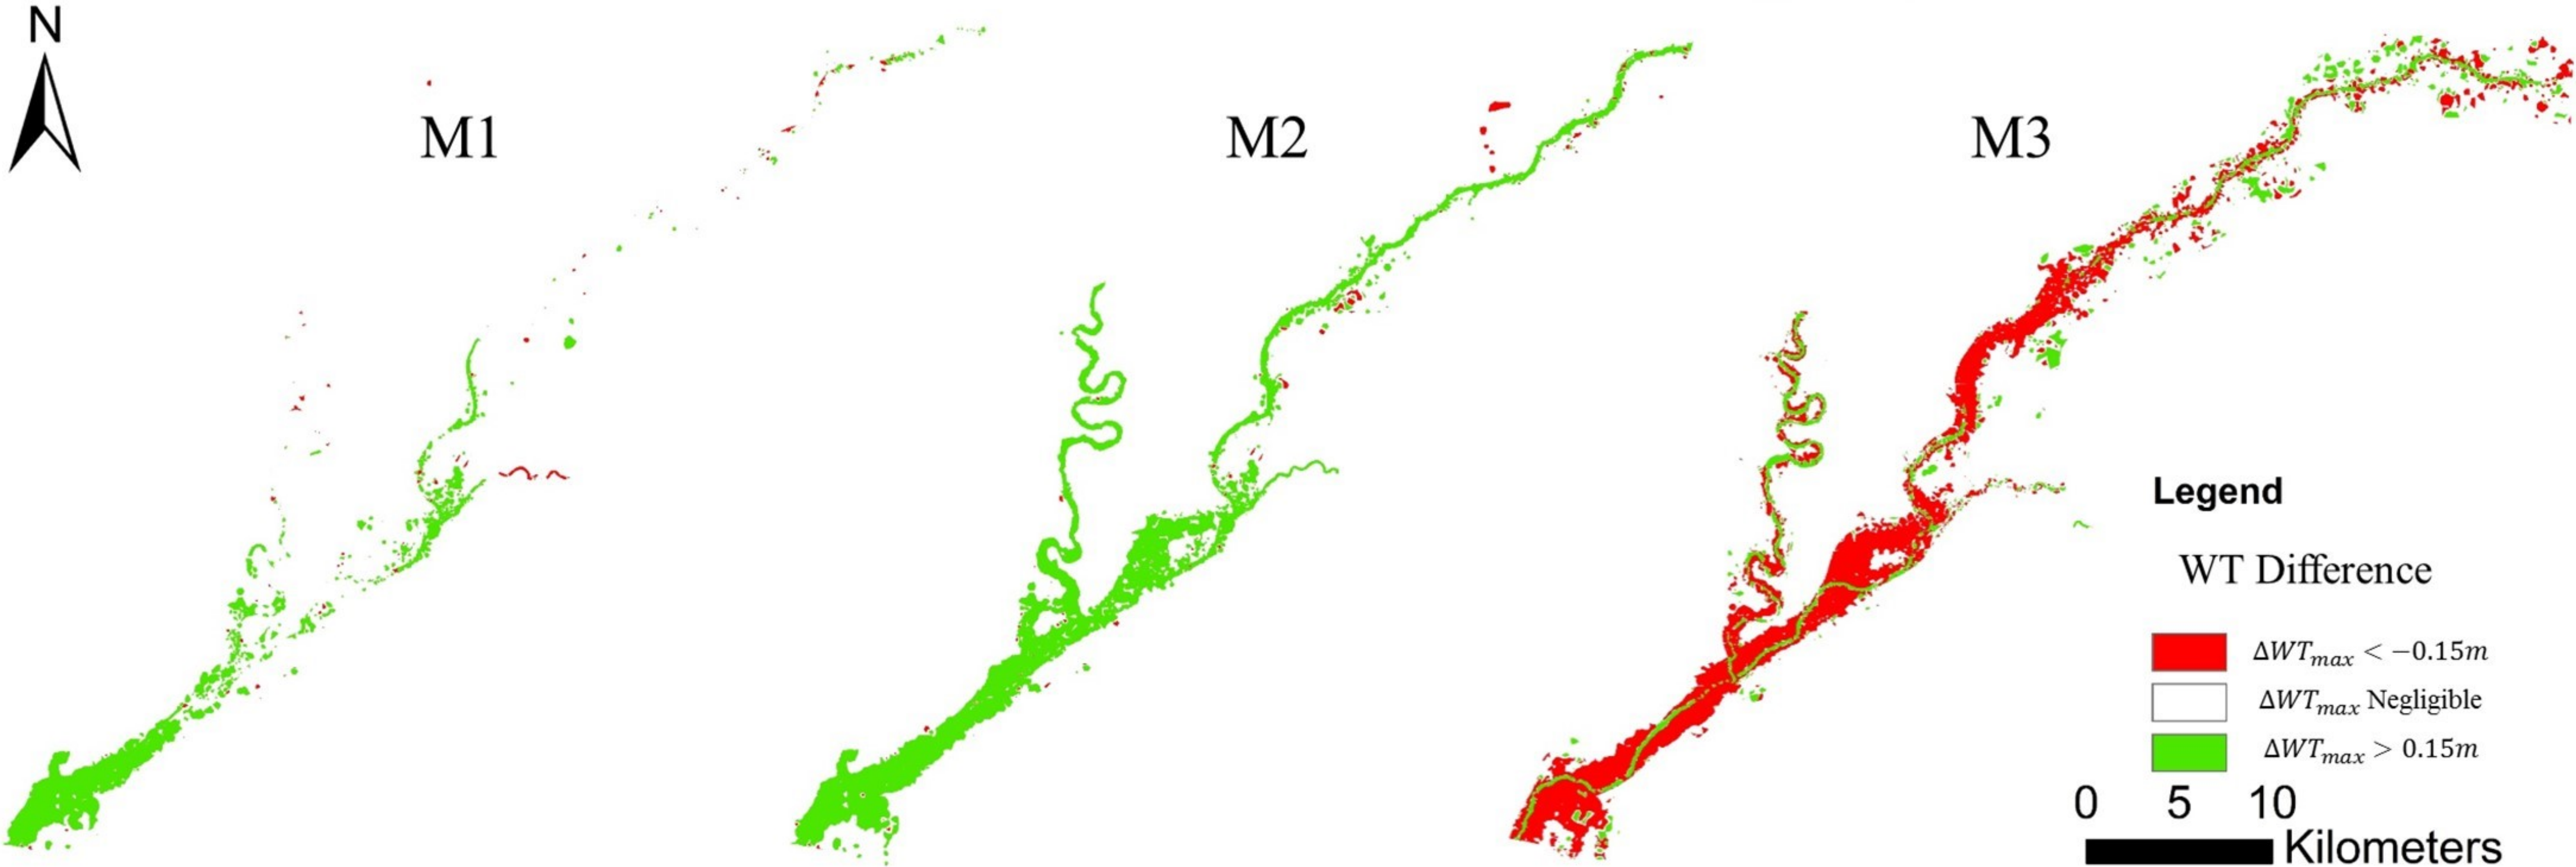 N
M1
M2
M3
Legend
WT Difference
ΔWTmax < −0.15m
ΔWTmax Negligible
ΔWTmax > 0.15m
0 5 10
Kilometers